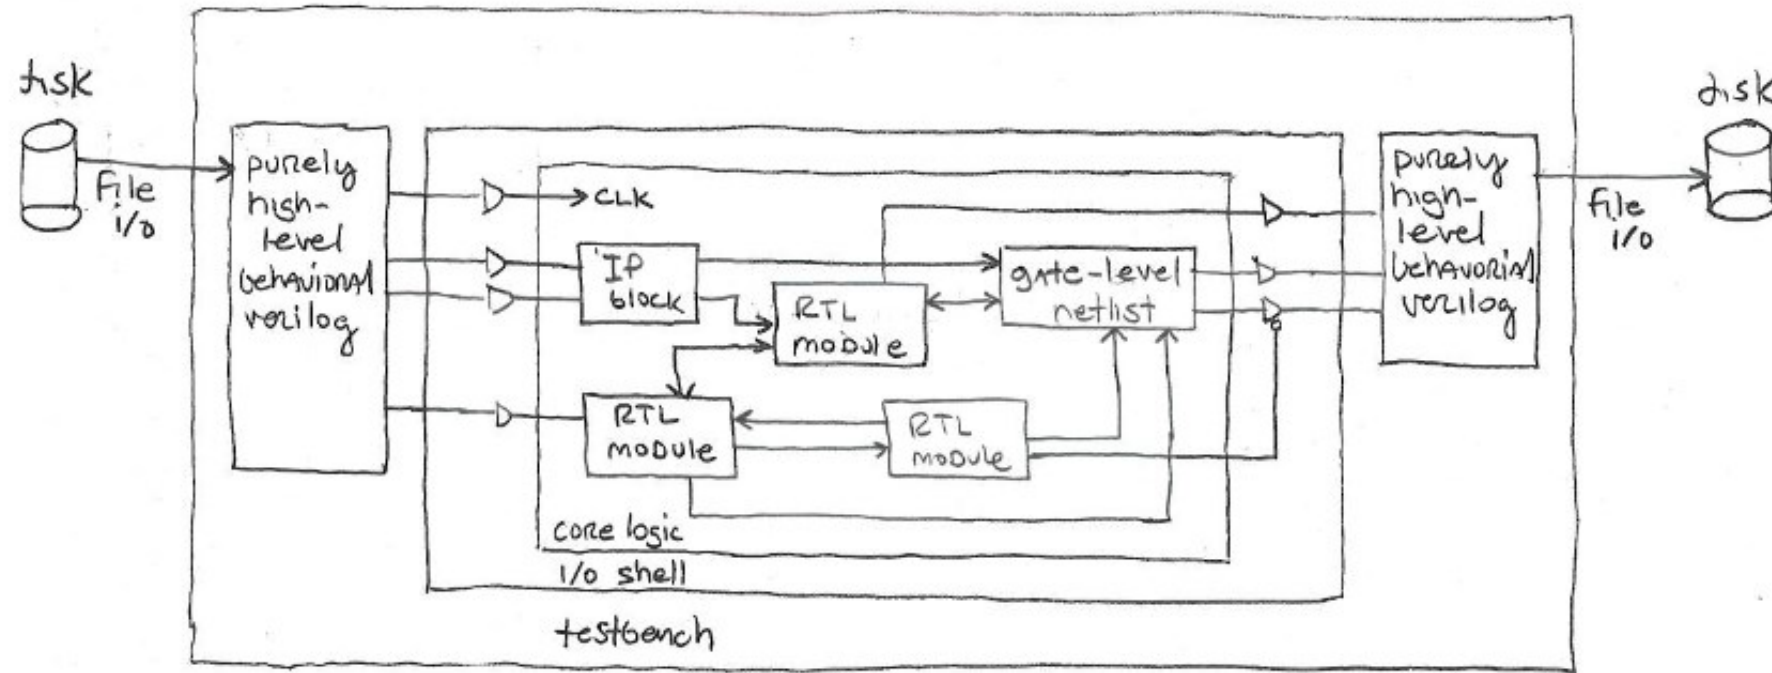 disk
File
I/O
purely
high-
level
behavioral
verilog
CLK
IP
block
RTL
module
gate-level
netlist
RTL
module
RTL
module
core logic
I/O shell
testbench
purely
high-
level
behavorial
verilog
disk
File
I/O